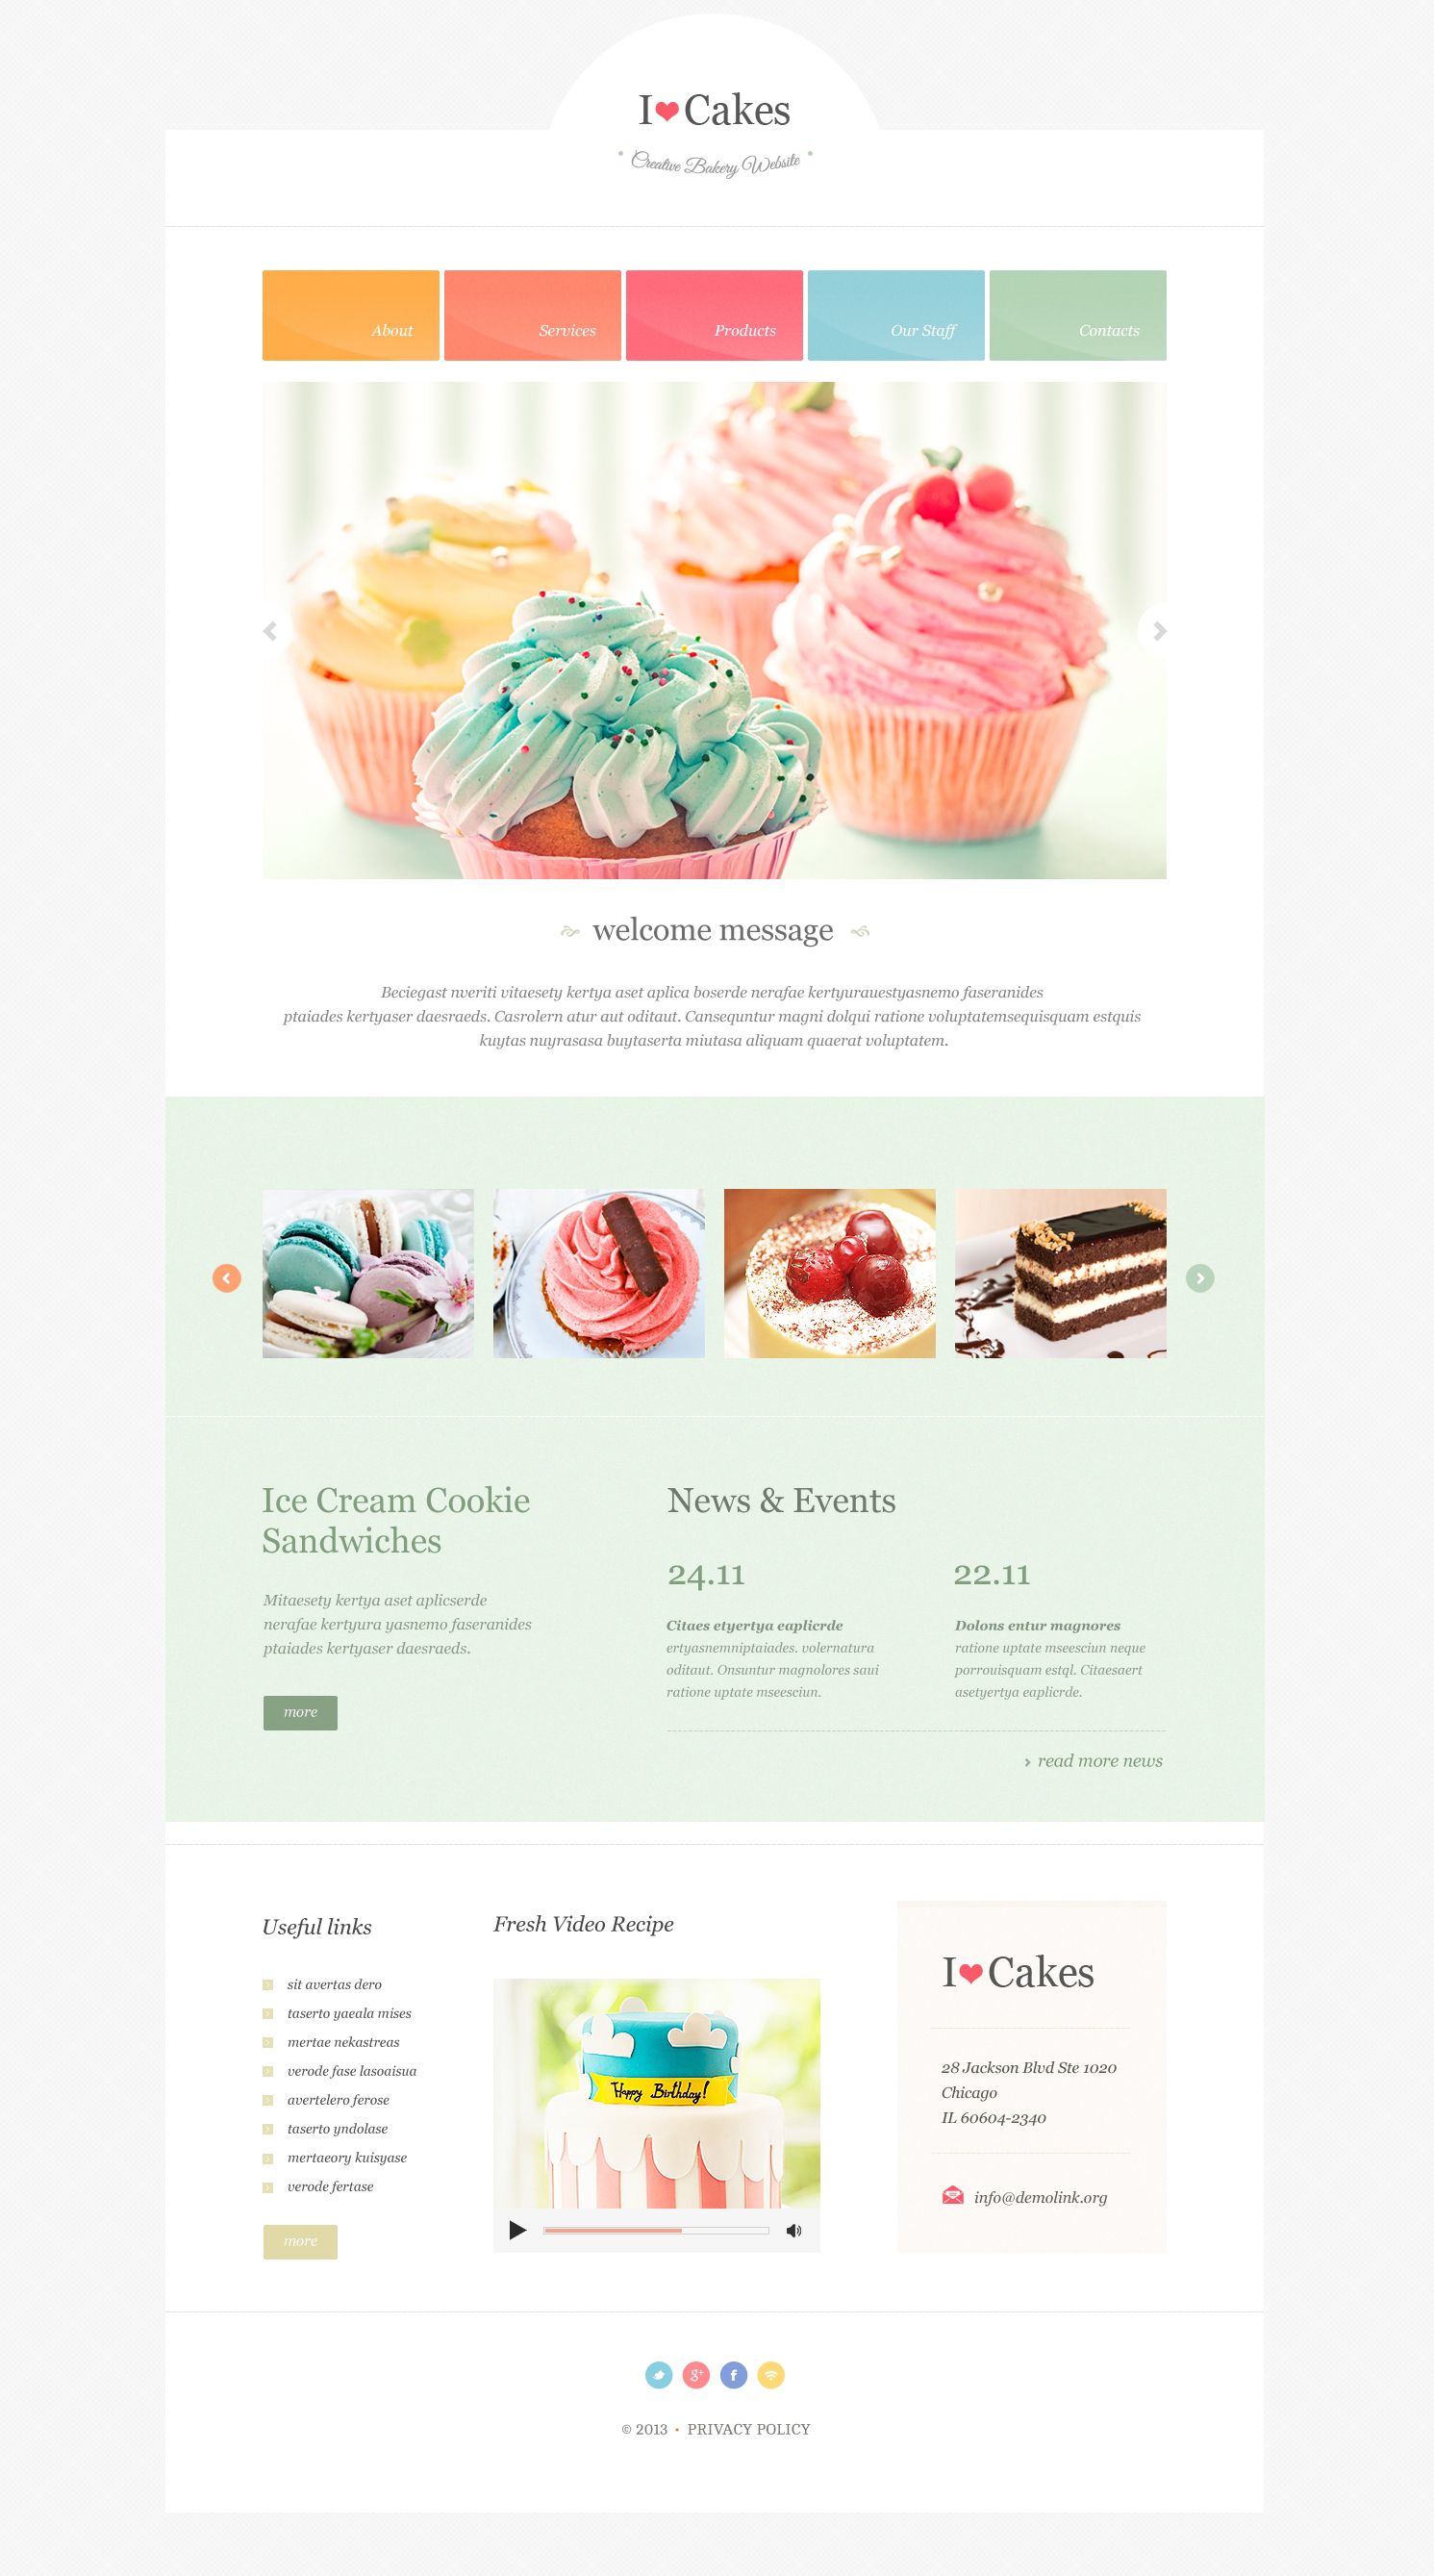 I ❤ Cakes
• Creative Bakery Website •
About
Services
Products
Our Staff
Contacts
welcome message
Beciegast nveriti vitaesety kertya aset aplica boserde nerafae kertyurauestyasnemo faseranides
ptaiades kertyaser daesraeds. Casrolern atur aut oditaut. Cansequntur magni dolqui ratione voluptatemsequisquam estquis
kuytas nuyrasasa buytaserta miutasa aliquam quaerat voluptatem.
Ice Cream Cookie
Sandwiches
Mitaesety kertya aset aplicserde
nerafae kertyura yasnemo faseranides
ptaiades kertyaser daesraeds.
more
News & Events
24.11
Citaes etyertya eaplicrde
ertyasnemniptaiades. volernatura
oditaut. Onsuntur magnolores saui
ratione uptate mseesciun.
22.11
Dolons entur magnores
ratione uptate mseesciun neque
porrouisquam estql. Citaesaert
asetyertya eaplicrde.
read more news
Useful links
sit avertas dero
taserto yaeala mises
mertae nekastreas
verode fase lasoaisua
avertelero ferose
taserto yndolase
mertaeory kuisyase
verode fertase
more
Fresh Video Recipe
Happy Birthday!
I ❤ Cakes
28 Jackson Blvd Ste 1020
Chicago
IL 60604-2340
info@demolink.org
g+ f
© 2013 • PRIVACY POLICY